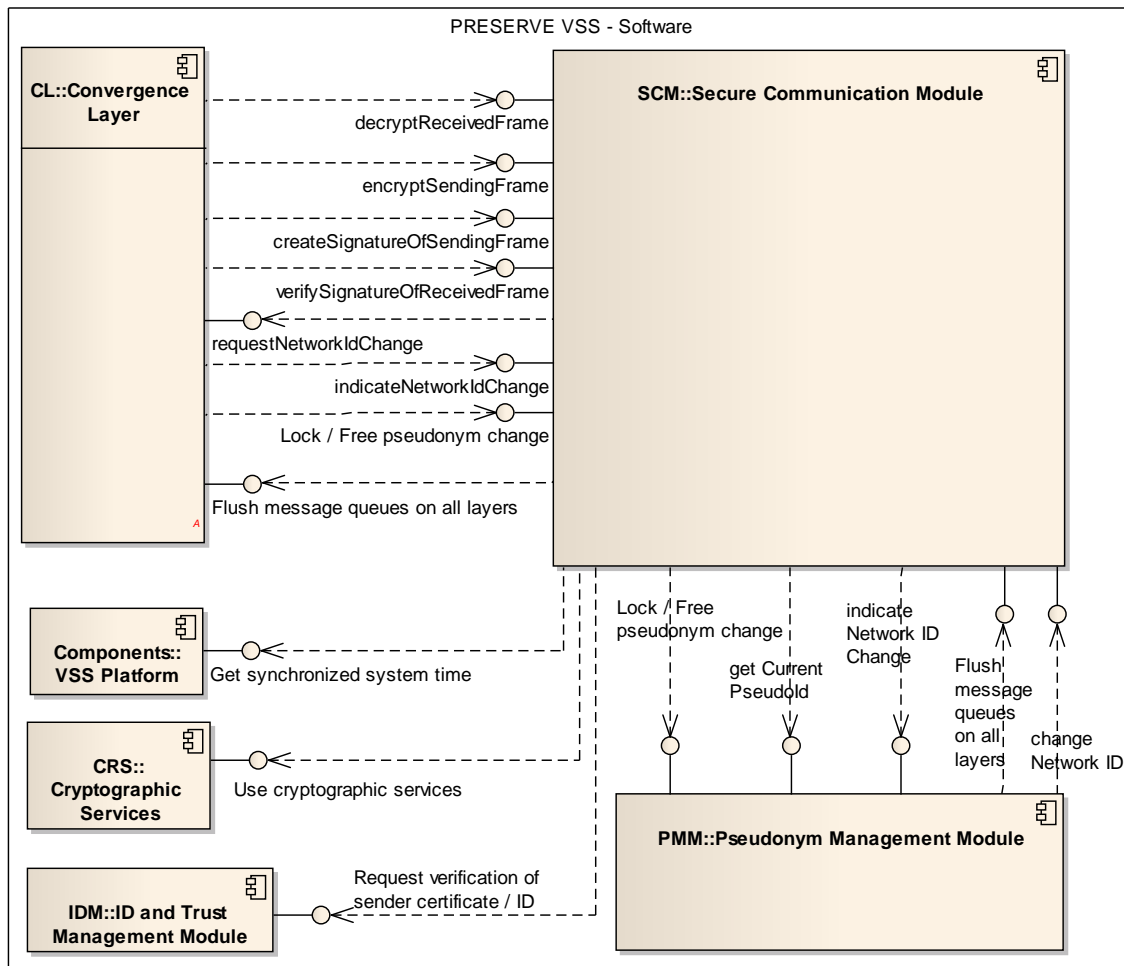 PRESERVE VSS - Software
CL::Convergence
Layer
SCM::Secure Communication Module
decryptReceivedFrame
encryptSendingFrame
createSignatureOfSendingFrame
verifySignatureOfReceivedFrame
requestNetworkIdChange
indicateNetworkIdChange
Lock / Free pseudonym change
Flush message queues on all layers
A
Components::
VSS Platform
Get synchronized system time
CRS::
Cryptographic
Services
Use cryptographic services
IDM::ID and Trust
Management Module
Request verification of
sender certificate / ID
Lock / Free
pseudonym change
get Current
PseudoId
indicate
Network ID
Change
Flush
message
queues
on all
layers
change
Network ID
PMM::Pseudonym Management Module